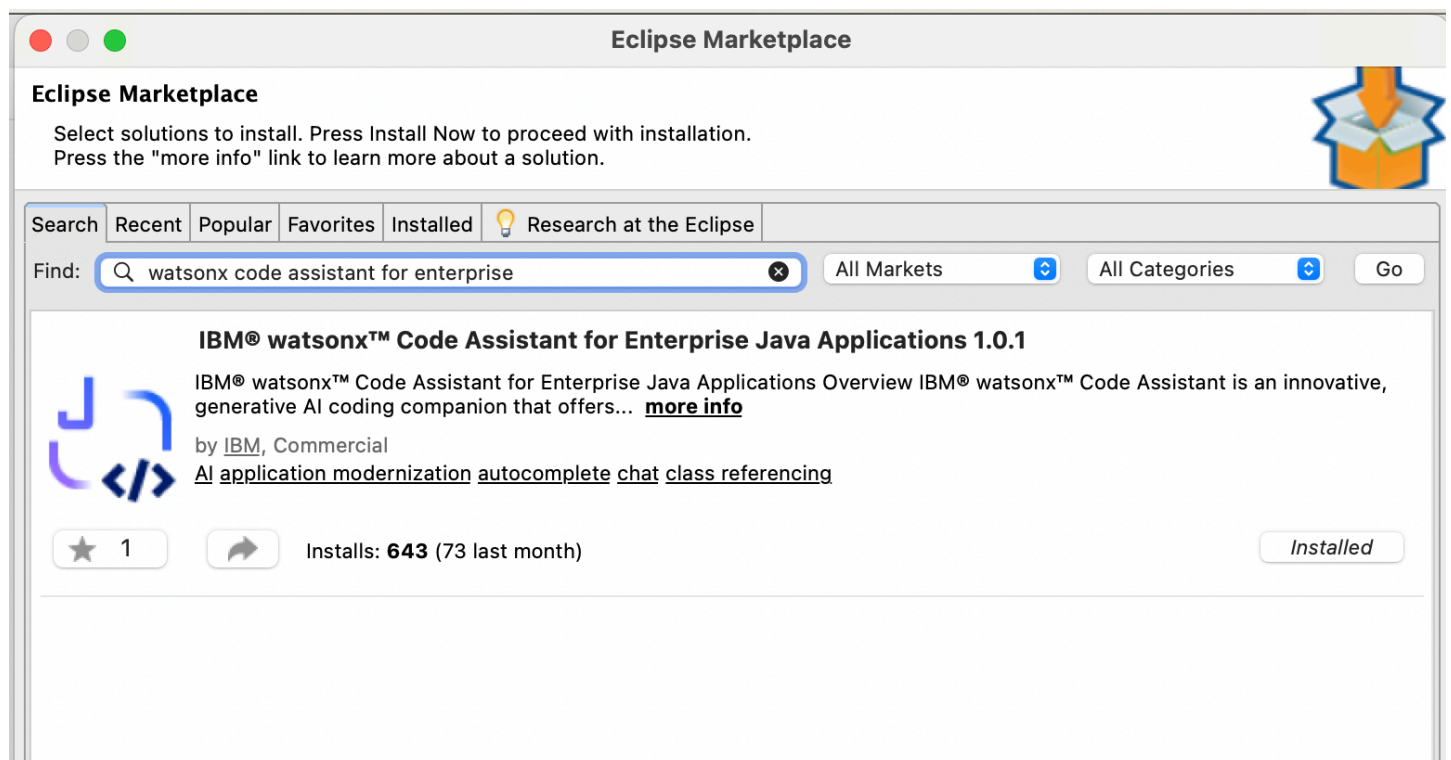 Eclipse Marketplace
Eclipse Marketplace
Select solutions to install. Press Install Now to proceed with installation.
Press the "more info" link to learn more about a solution.
Search Recent Popular Favorites Installed Research at the Eclipse
Find: watsonx code assistant for enterprise All Markets All Categories Go
IBM® watsonx™ Code Assistant for Enterprise Java Applications 1.0.1
IBM® watsonx™ Code Assistant for Enterprise Java Applications Overview IBM® watsonx™ Code Assistant is an innovative,
generative AI coding companion that offers... more info
by IBM, Commercial
AI application modernization autocomplete chat class referencing
1 Installs: 643 (73 last month) Installed